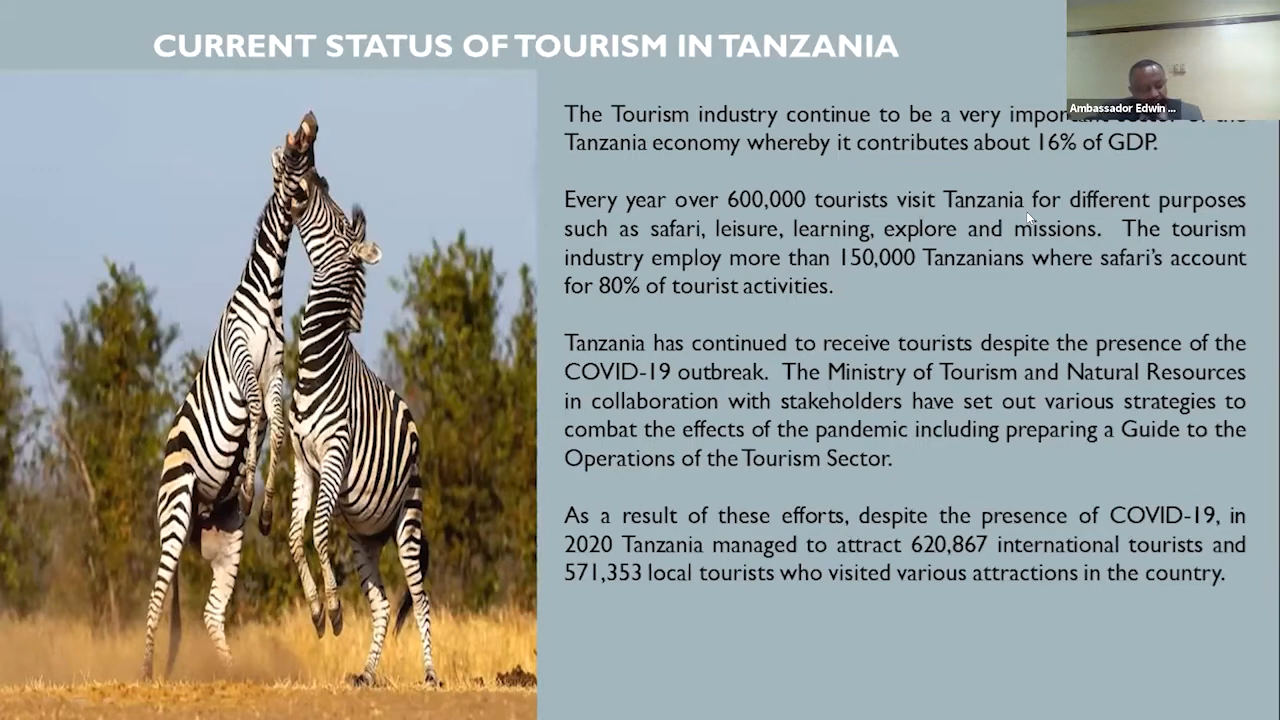 CURRENT STATUS OF TOURISM IN TANZANIA
Ambassador Edwin ...
The Tourism industry continue to be a very
Tanzania economy whereby it contributes about 16% of GDP.
Every year over 600,000 tourists visit Tanzania for different purposes
such as safari, leisure, learning, explore and missions. The tourism
industry employ more than 150,000 Tanzanians where safari's account
for 80% of tourist activities.
Tanzania has continued to receive tourists despite the presence of the
COVID-19 outbreak. The Ministry of Tourism and Natural Resources
in collaboration with stakeholders have set out various strategies to
combat the effects of the pandemic including preparing a Guide to the
Operations of the Tourism Sector.
As a result of these efforts, despite the presence of COVID-19, in
2020 Tanzania managed to attract 620,867 international tourists and
571,353 local tourists who visited various attractions in the country.